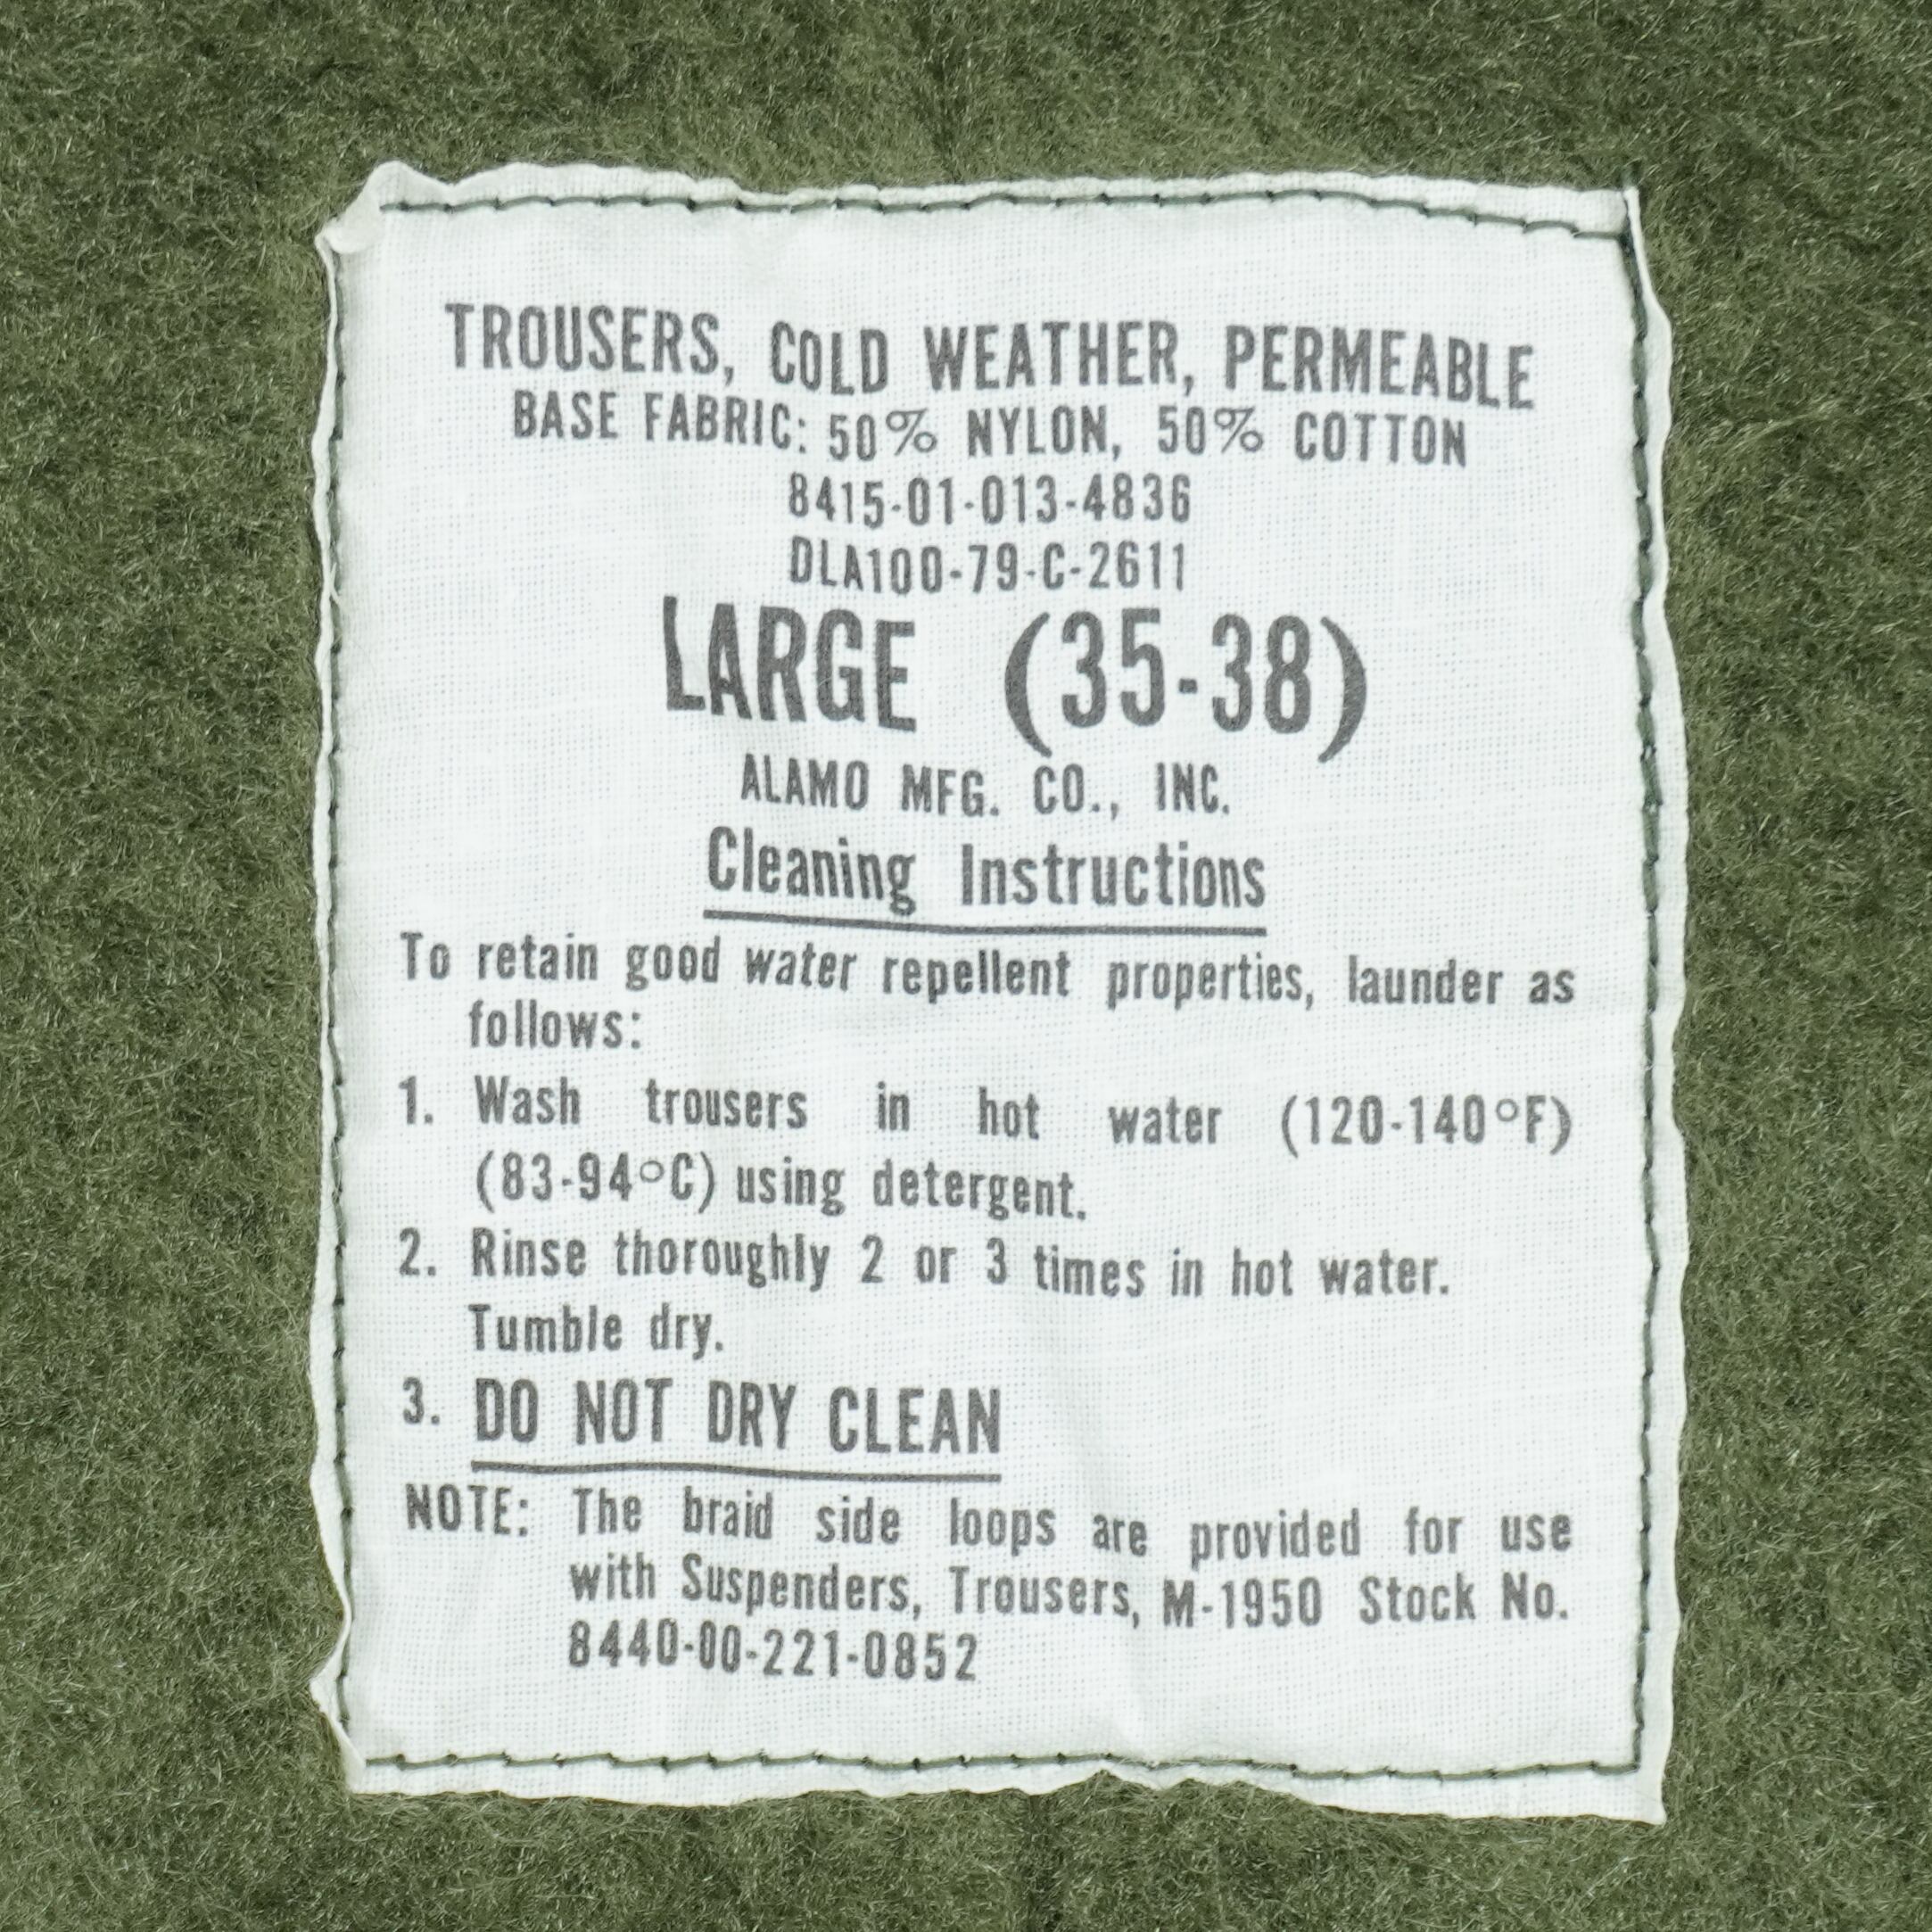 TROUSERS, COLD WEATHER, PERMEABLE
BASE FABRIC: 50% NYLON, 50% COTTON
8415-01-013-4836
DLA100-79-C-2611
LARGE (35-38)
ALAMO MFG. CO., INC.
Cleaning Instructions
To retain good water repellent properties, launder as
follows:
1. Wash trousers in hot water (120-140°F)
(83-94°C) using detergent.
2. Rinse thoroughly 2 or 3 times in hot water.
Tumble dry.
3. DO NOT DRY CLEAN
NOTE: The braid side loops are provided for use
with Suspenders, Trousers, M-1950 Stock No.
8440-00-221-0852